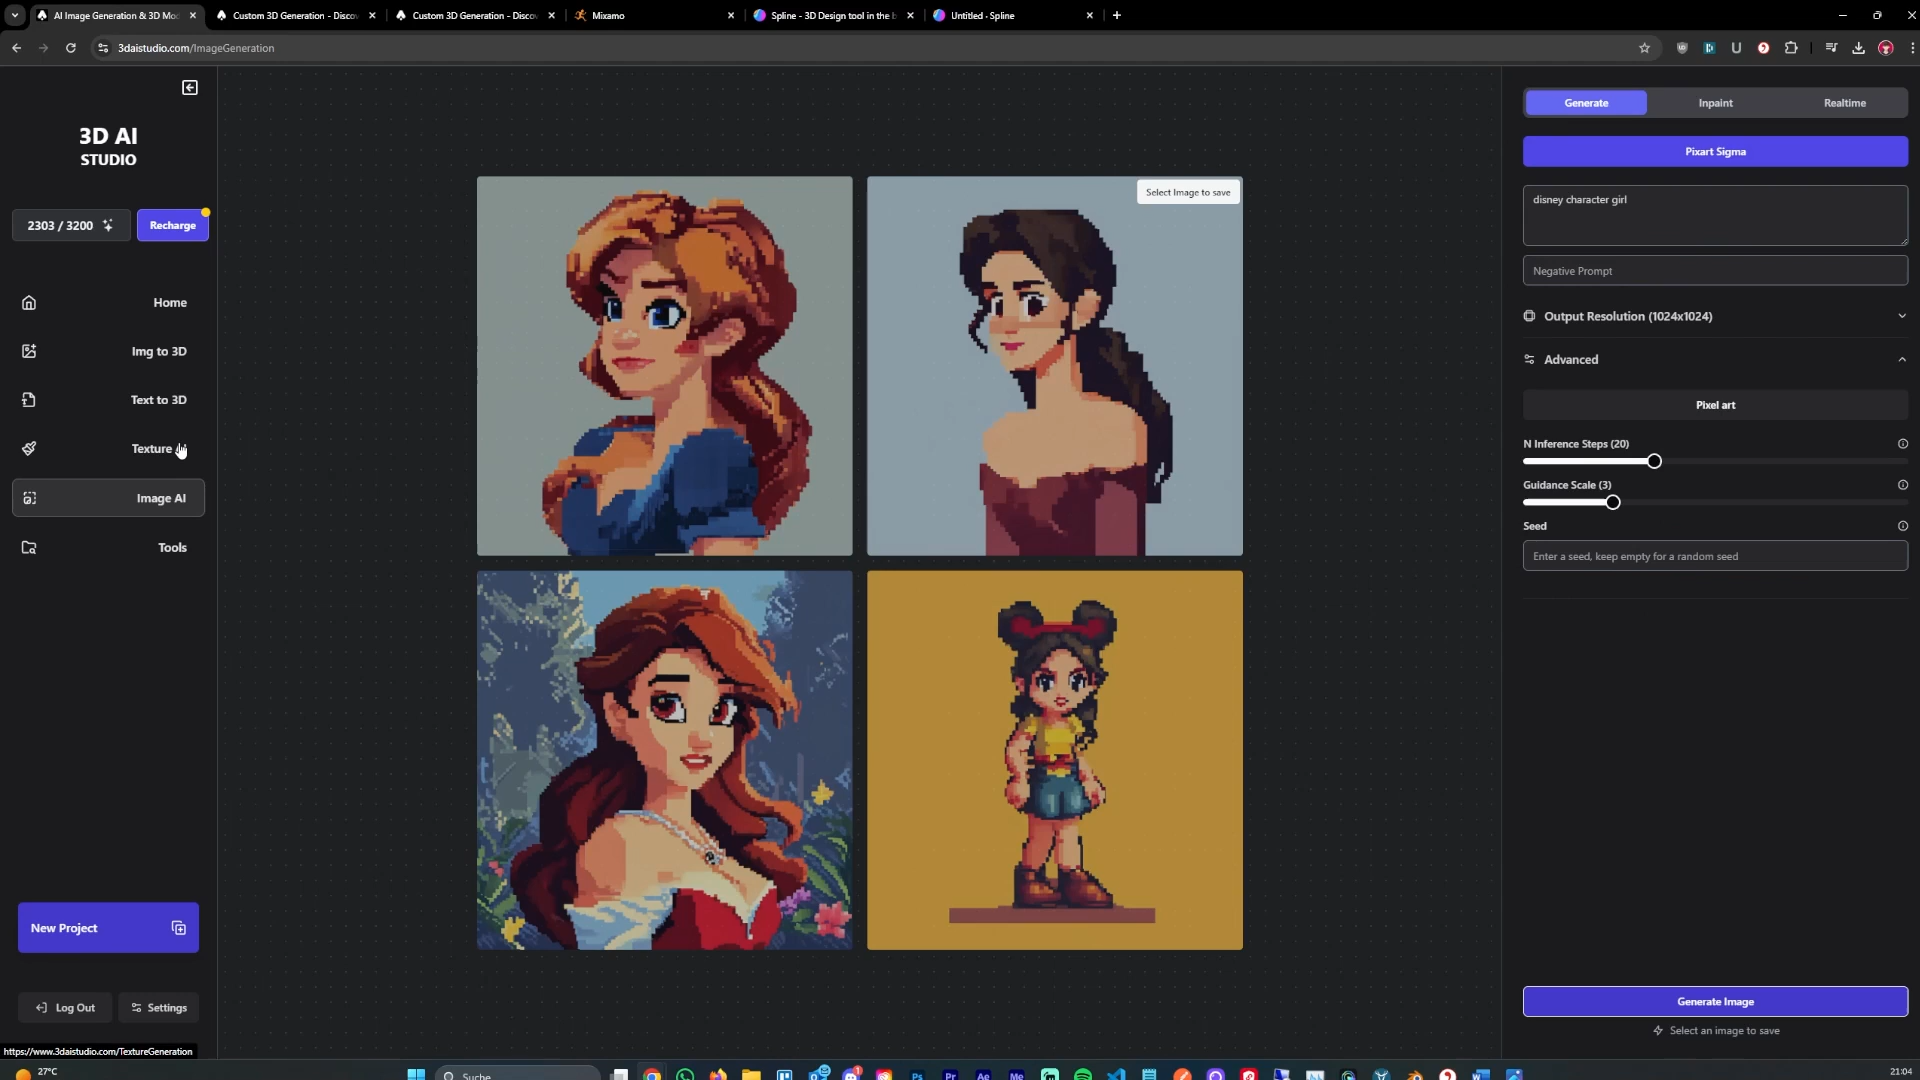 AI Image Generation & 3D Mo
Custom 3D Generation - Disco
Custom 3D Generation - Disco
Mixamo
Spline - 3D Design tool in the b
Untitled - Spline
3daistudio.com/ImageGeneration
3D AI
STUDIO
2303 / 3200
Recharge
Home
Img to 3D
Text to 3D
Texture
Image AI
Tools
New Project
Log Out
Settings
https://www.3daistudio.com/TextureGeneration
Select Image to save
Generate
Inpaint
Realtime
Pixart Sigma
disney character girl
Negative Prompt
Output Resolution (1024x1024)
Advanced
Pixel art
N Inference Steps (20)
Guidance Scale (3)
Seed
Enter a seed, keep empty for a random seed
Generate Image
Select an image to save
27°C
Suche
Ps
Pr
Ae
Me
21:04